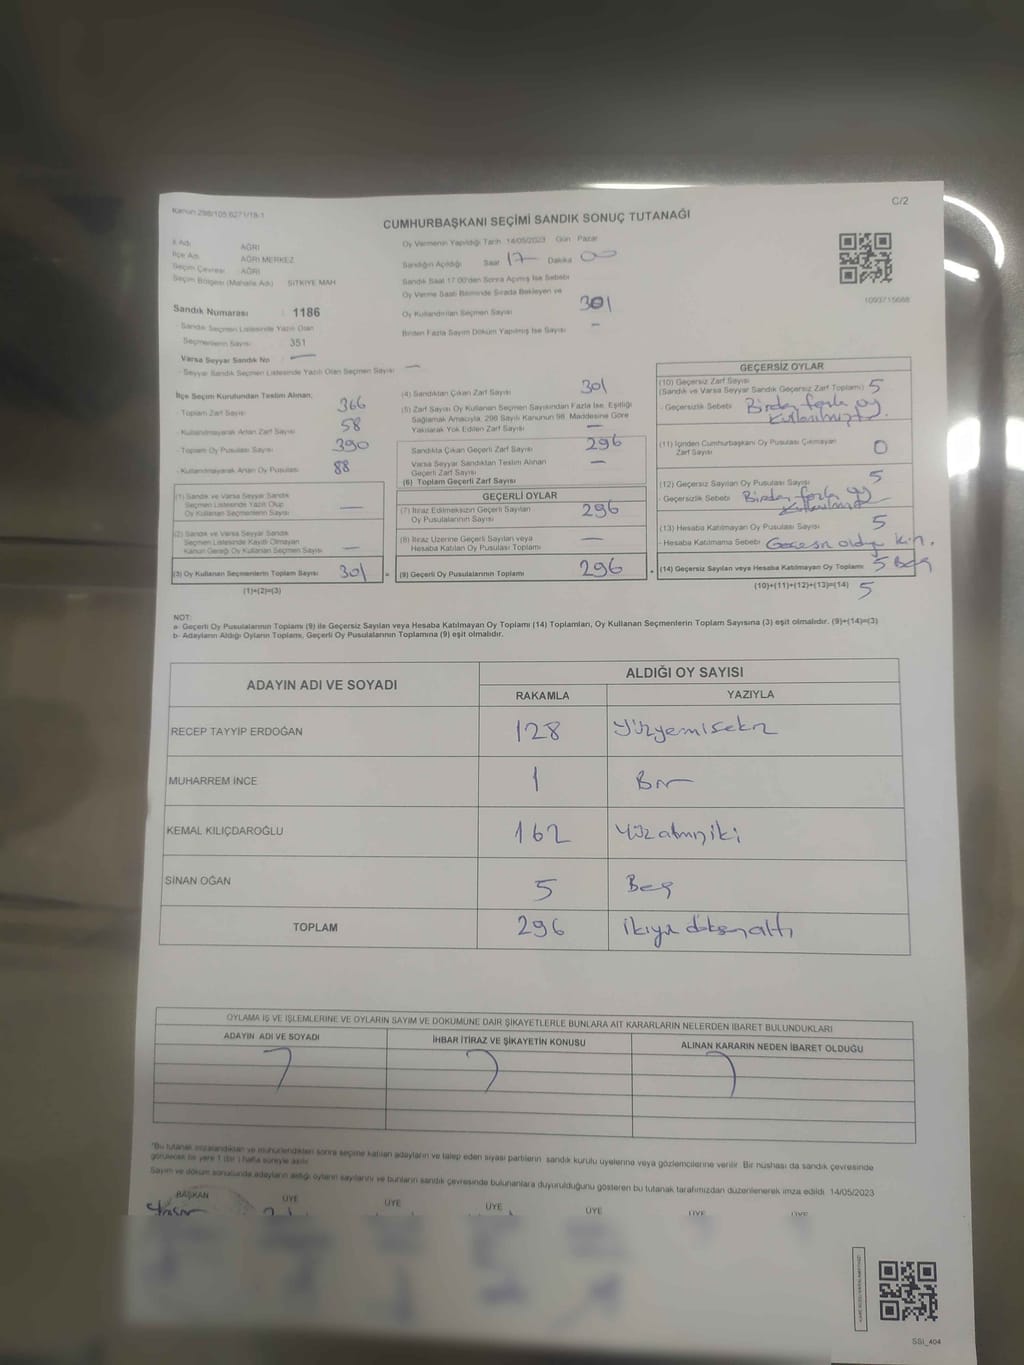 Kanun 298/105,6271/18-1
C/2
CUMHURBAŞKANI SEÇİMİ SANDIK SONUÇ TUTANAĞI
İl Adı AĞRI
İlçe Adı AĞRI MERKEZ
Seçim Çevresi : AĞRI
Seçim Bölgesi (Mahalle Adı) SITKIYE MAH
Sandık Numarası : 1186
- Sandık Seçmen Listesinde Yazılı Olan
Seçmenlerin Sayısı 351
Varsa Seyyar Sandık No : —
- Seyyar Sandık Seçmen Listesinde Yazılı Olan Seçmen Sayısı —
Oy Vermenin Yapıldığı Tarih 14/05/2023 Gün Pazar
Sandığın Açıldığı Saat 17 Dakika 00
Sandık Saat 17:00'den Sonra Açılmış İse Sebebi
Oy Verme Saati Bitiminde Sırada Bekleyen ve
Oy Kullandırılan Seçmen Sayısı 301
Birden Fazla Sayım Döküm Yapılmış İse Sayısı —
1093715668
İlçe Seçim Kurulundan Teslim Alınan;
- Toplam Zarf Sayısı 366
- Kullanılmayarak Artan Zarf Sayısı 58
- Toplam Oy Pusulası Sayısı 390
- Kullanılmayarak Artan Oy Pusulası 88
(1) Sandık ve Varsa Seyyar Sandık
Seçmen Listesinde Yazılı Olup
Oy Kullanan Seçmenlerin Sayısı —
(2) Sandık ve Varsa Seyyar Sandık
Seçmen Listesinde Kayıtlı Olmayan
Kanun Gereği Oy Kullanan Seçmen Sayısı —
(3) Oy Kullanan Seçmenlerin Toplam Sayısı 301 =
(1)+(2)=(3)
(4) Sandıktan Çıkan Zarf Sayısı 301
(5) Zarf Sayısı Oy Kullanan Seçmen Sayısından Fazla İse, Eşitliği
Sağlamak Amacıyla, 298 Sayılı Kanunun 98. Maddesine Göre
Yakılarak Yok Edilen Zarf Sayısı —
Sandıkta Çıkan Geçerli Zarf Sayısı 296
Varsa Seyyar Sandıktan Teslim Alınan
Geçerli Zarf Sayısı —
(6) Toplam Geçerli Zarf Sayısı
GEÇERLİ OYLAR
(7) İtiraz Edilmeksizin Geçerli Sayılan
Oy Pusulalarının Sayısı 296
(8) İtiraz Üzerine Geçerli Sayılan veya
Hesaba Katılan Oy Pusulası Toplamı —
(9) Geçerli Oy Pusulalarının Toplamı 296 +
GEÇERSİZ OYLAR
(10) Geçersiz Zarf Sayısı
(Sandık ve Varsa Seyyar Sandık Geçersiz Zarf Toplamı) 5
- Geçersizlik Sebebi Birden fazla oy
kullanılmıştır.
(11) İçinden Cumhurbaşkanı Oy Pusulası Çıkmayan
Zarf Sayısı 0
(12) Geçersiz Sayılan Oy Pusulası Sayısı 5
- Geçersizlik Sebebi Birden fazla oy
(13) Hesaba Katılmayan Oy Pusulası Sayısı 5
- Hesaba Katılmama Sebebi
(14) Geçersiz Sayılan veya Hesaba Katılmayan Oy Toplamı 5 Beş
(10)+(11)+(12)+(13)=(14) 5
NOT:
a- Geçerli Oy Pusulalarının Toplamı (9) ile Geçersiz Sayılan veya Hesaba Katılmayan Oy Toplamı (14) Toplamları, Oy Kullanan Seçmenlerin Toplam Sayısına (3) eşit olmalıdır. (9)+(14)=(3)
b- Adayların Aldığı Oyların Toplamı, Geçerli Oy Pusulalarının Toplamına (9) eşit olmalıdır.
ADAYIN ADI VE SOYADI
ALDIĞI OY SAYISI
RAKAMLA YAZIYLA
RECEP TAYYİP ERDOĞAN 128 Yüzyirmisekiz
MUHARREM İNCE 1 Bir
KEMAL KILIÇDAROĞLU 162 Yüzatmışiki
SİNAN OĞAN 5 Beş
TOPLAM 296 ikiyüz doksanaltı
OYLAMA İŞ VE İŞLEMLERİNE VE OYLARIN SAYIM VE DÖKÜMÜNE DAİR ŞİKAYETLERLE BUNLARA AİT KARARLARIN NELERDEN İBARET BULUNDUKLARI
ADAYIN ADI VE SOYADI İHBAR İTİRAZ VE ŞİKAYETİN KONUSU ALINAN KARARIN NEDEN İBARET OLDUĞU
"Bu tutanak imzalandıktan ve mühürlendikten sonra seçime katılan adayların ve talep eden siyasi partilerin sandık kurulu üyelerine veya gözlemcilerine verilir. Bir nüshası da sandık çevresinde
görülecek bir yere 1 (bir ) hafta süreyle asılır.
Sayım ve döküm sonucunda adayların aldığı oyların sayılarını ve bunların sandık çevresinde bulunanlara duyurulduğunu gösteren bu tutanak tarafımızdan düzenlenerek imza edildi. 14/05/2023
BAŞKAN ÜYE ÜYE ÜYE ÜYE ÜYE ÜYE
SSI_404